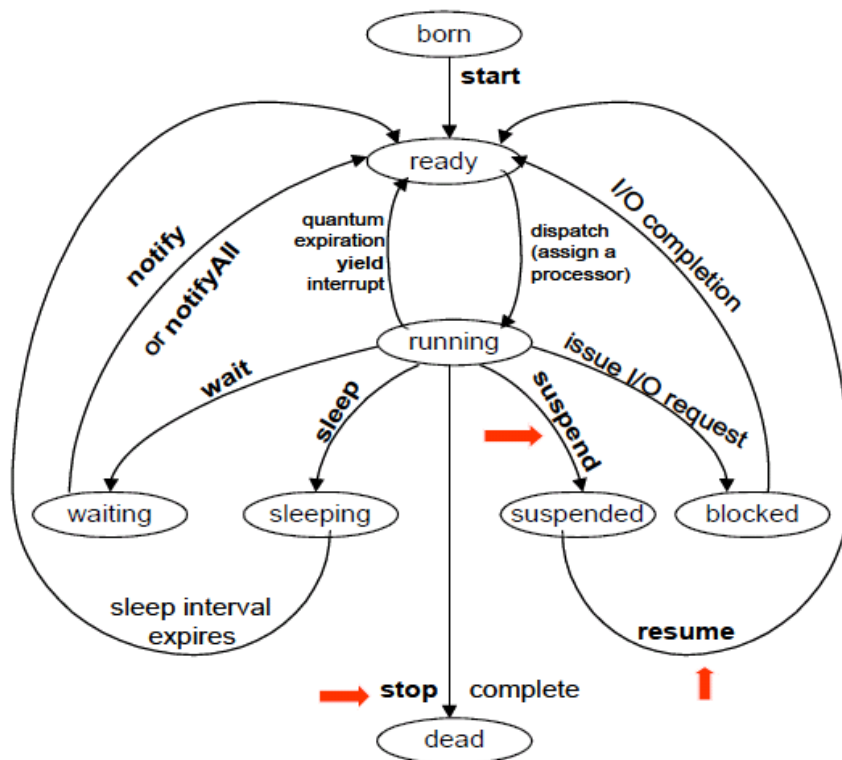 born
start
ready
quantum
expiration
yield
interrupt
dispatch
(assign a
processor)
I/O completion
notify
or notifyAll
running
wait
sleep
suspend
issue I/O request
waiting
sleeping
suspended
blocked
sleep interval
expires
resume
stop complete
dead